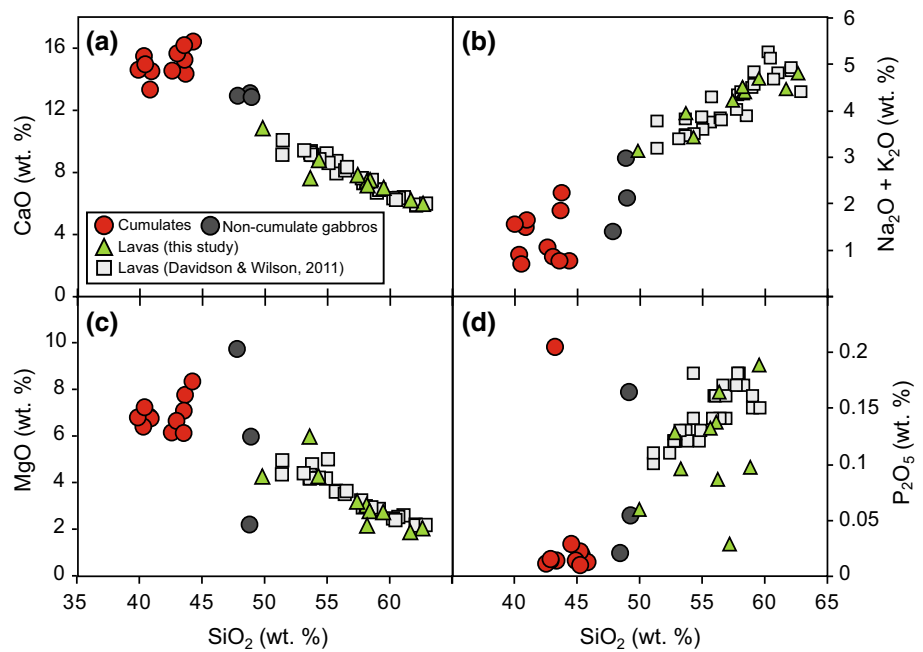 (a)
(b)
16
12
8
4
0
CaO (wt. %)
6
5
4
3
2
1
Na₂O + K₂O (wt. %)
Cumulates
Non-cumulate gabbros
Lavas (this study)
Lavas (Davidson & Wilson, 2011)
(c)
(d)
10
8
6
4
2
0
MgO (wt. %)
0.2
0.15
0.1
0.05
0
P₂O₅ (wt. %)
35 40 45 50 55 60
40 45 50 55 60 65
SiO₂ (wt. %)
SiO₂ (wt. %)